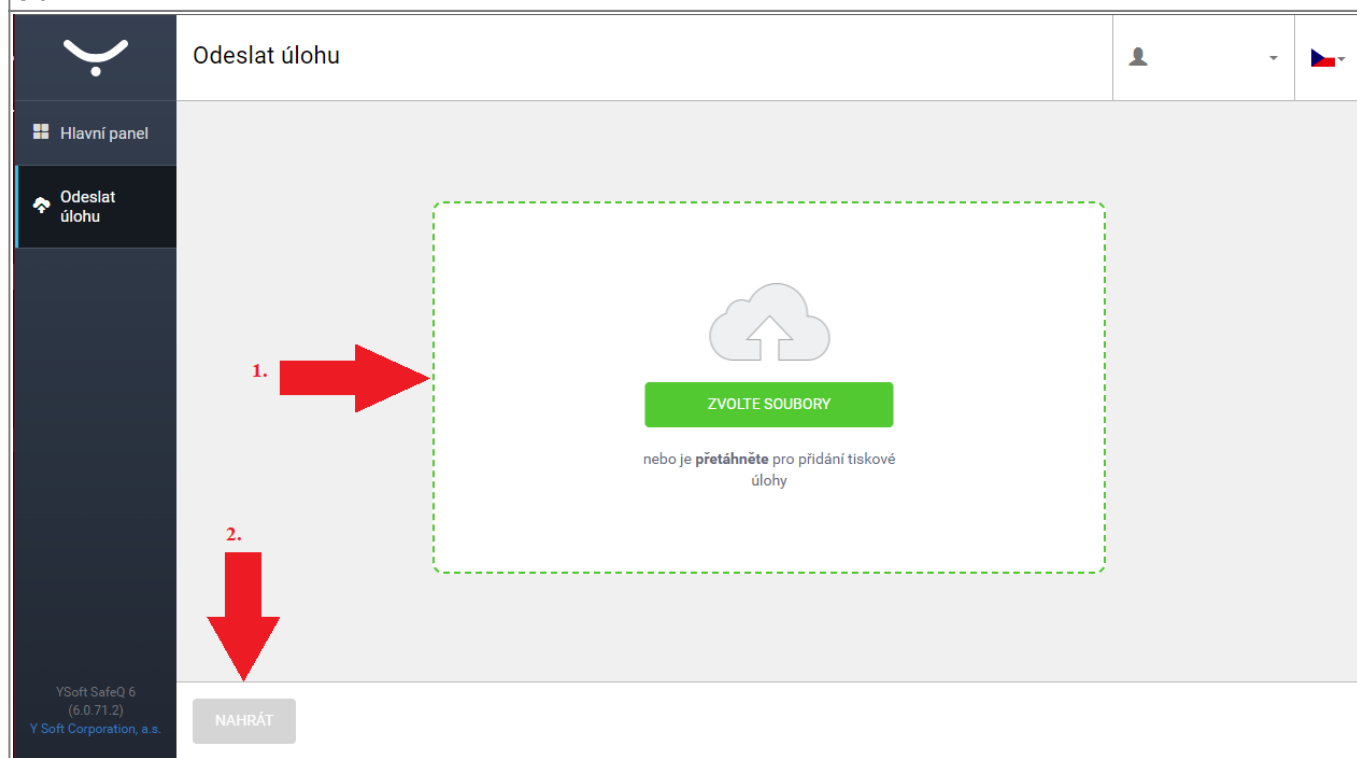 Odeslat úlohu
Hlavní panel
Odeslat
úlohu
1.
ZVOLTE SOUBORY
nebo je přetáhněte pro přidání tiskové
úlohy
2.
NAHRÁT
YSoft SafeQ 6
(6.0.71.2)
Y Soft Corporation, a.s.